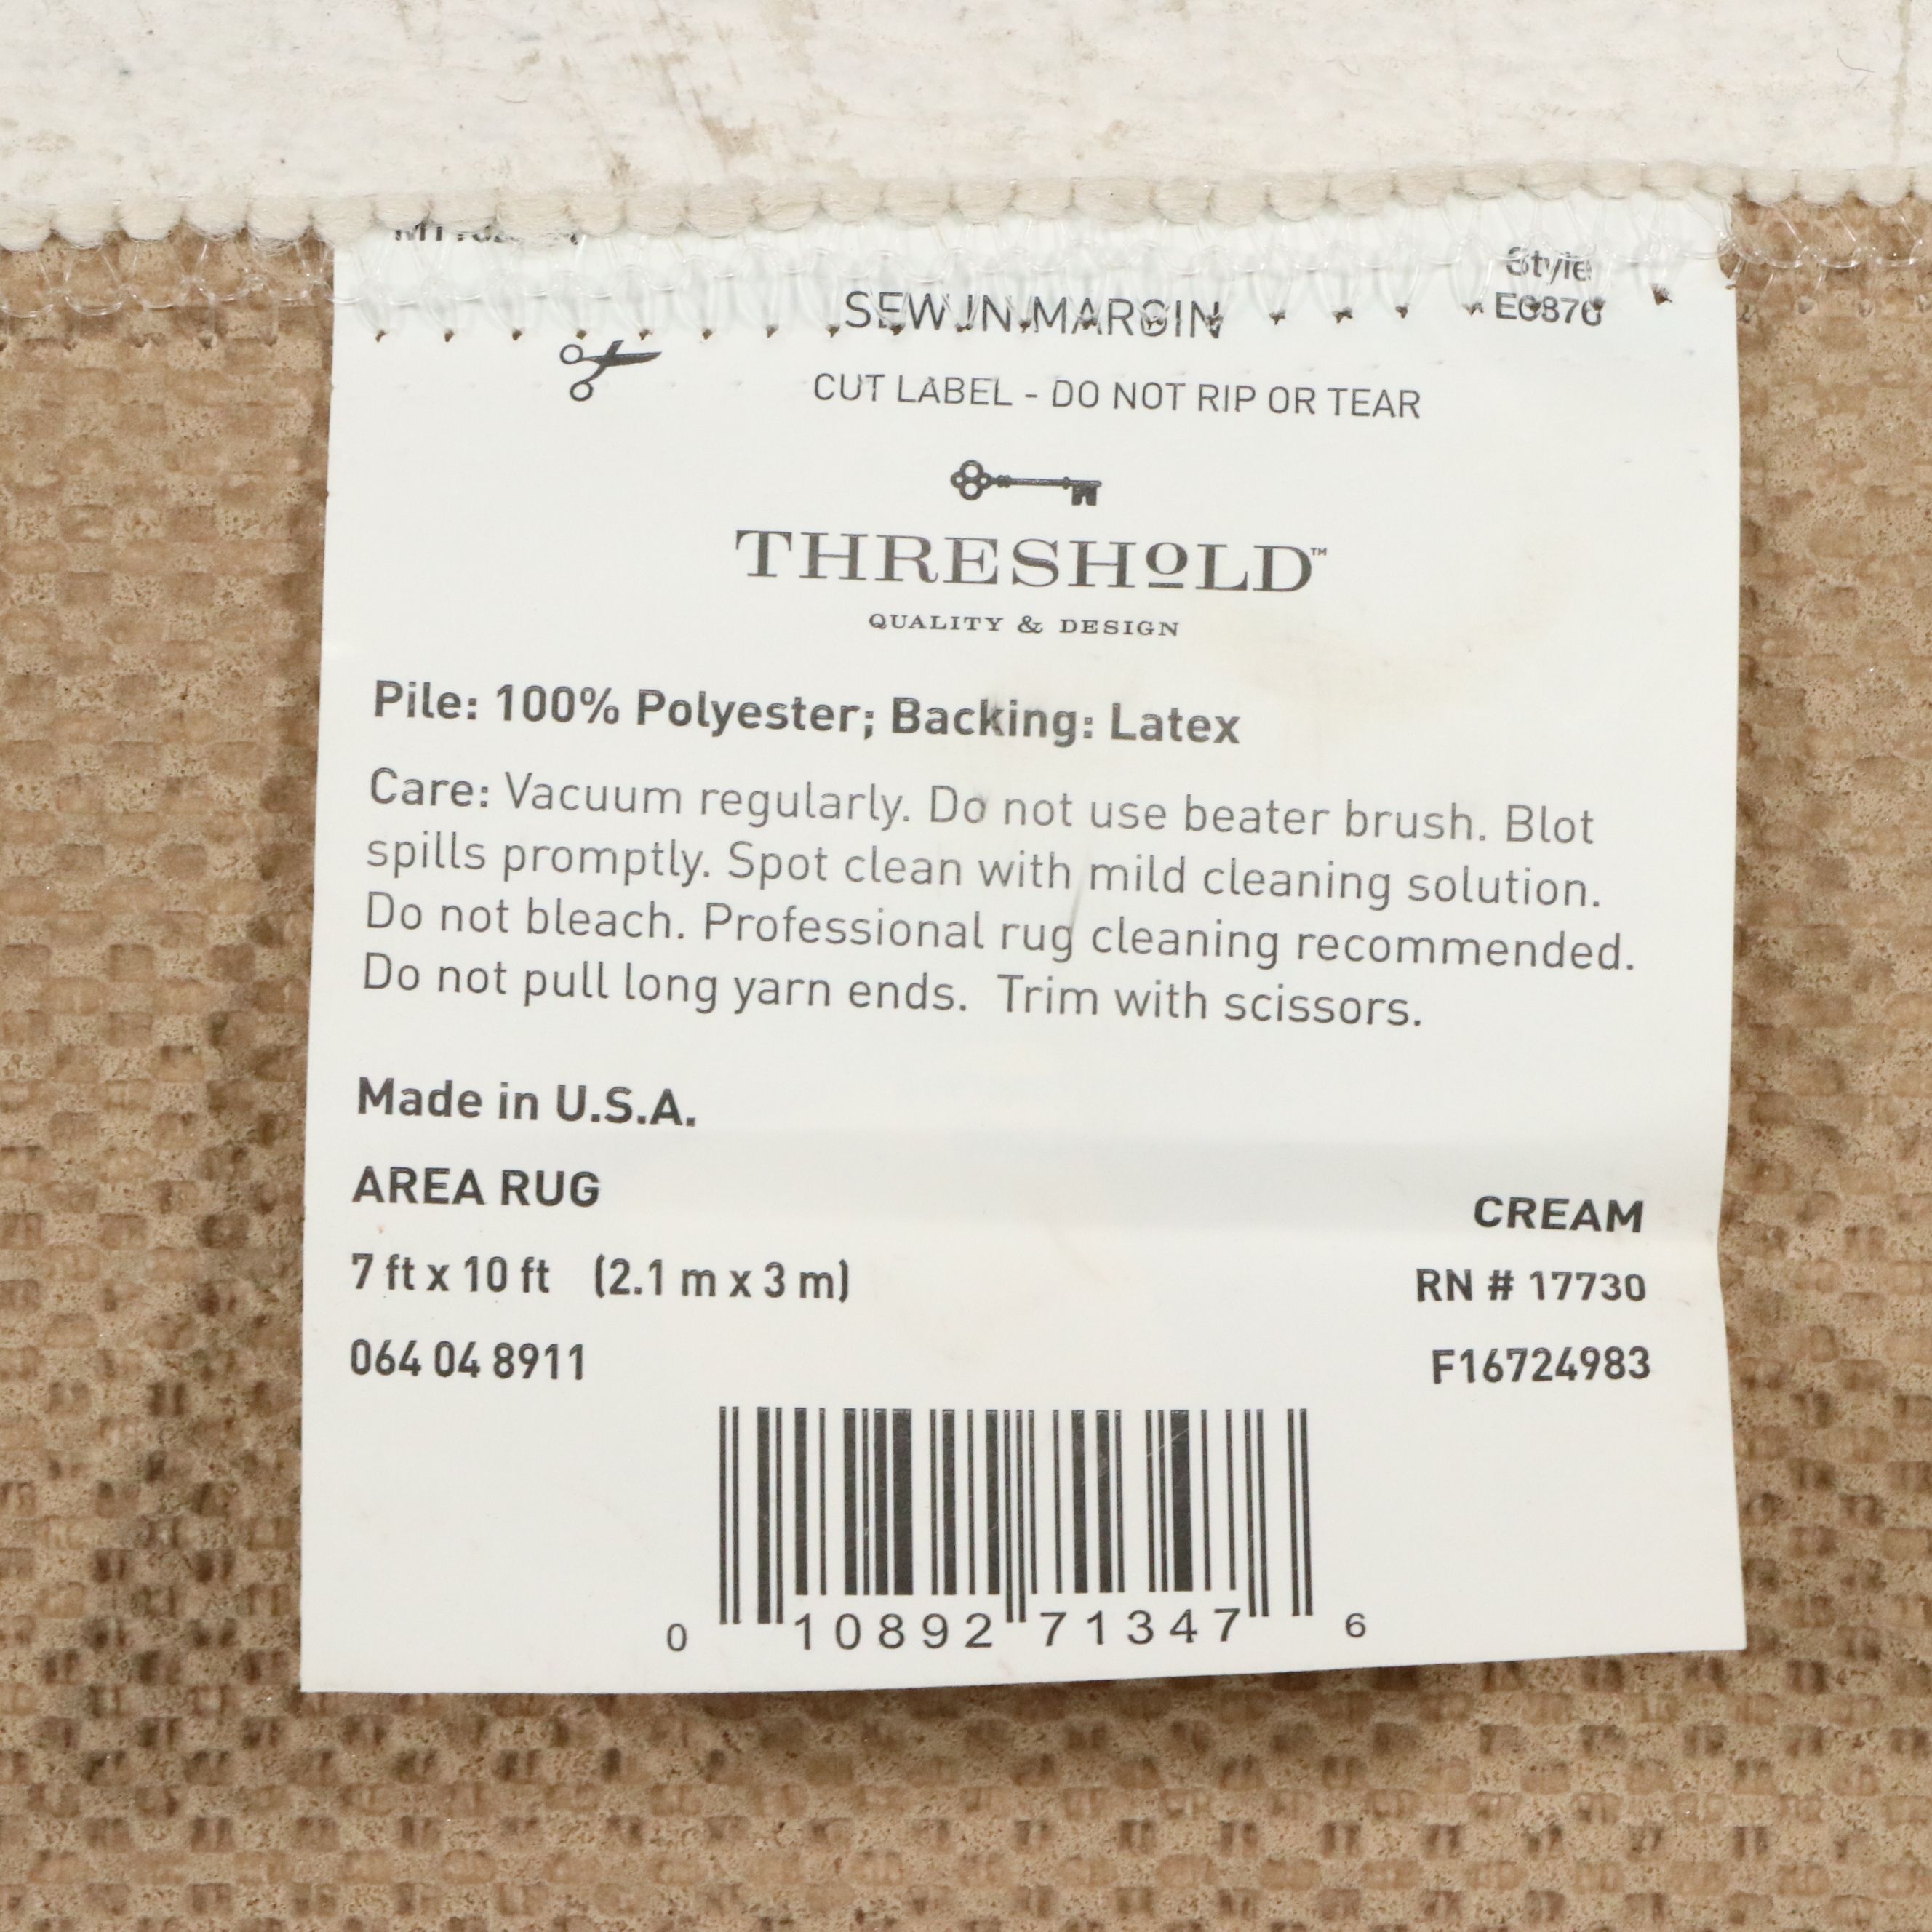 Style
SEW IN MARGIN
CUT LABEL - DO NOT RIP OR TEAR
THRESHOLD™
QUALITY & DESIGN
Pile: 100% Polyester; Backing: Latex
Care: Vacuum regularly. Do not use beater brush. Blot
spills promptly. Spot clean with mild cleaning solution.
Do not bleach. Professional rug cleaning recommended.
Do not pull long yarn ends. Trim with scissors.
Made in U.S.A.
AREA RUG
CREAM
7 ft x 10 ft (2.1 m x 3 m)
RN # 17730
064 04 8911
F16724983
0 10892 71347 6